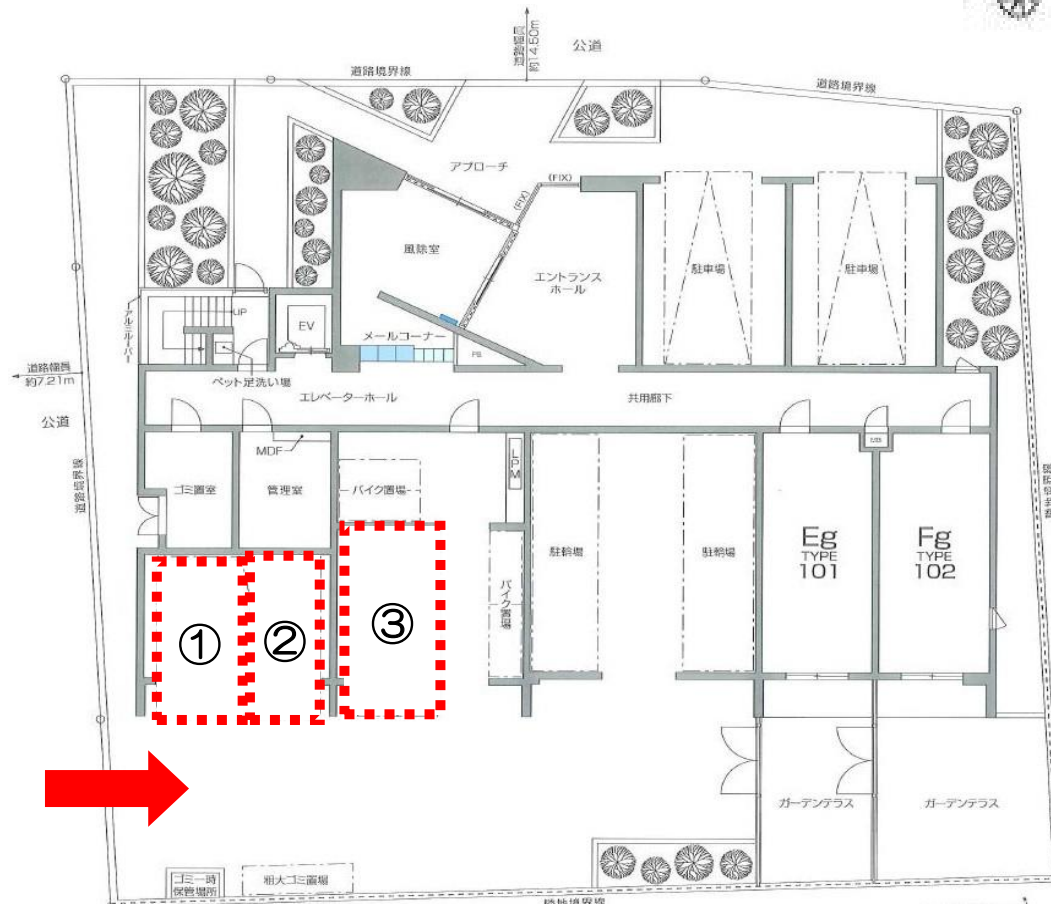 公道
道路幅員
約14.50m
道路境界線
道路境界線
アプローチ
(FIX)
(FIX)
風除室
エントランス
ホール
駐車場
駐車場
UP
EV
アルミルーバー
メールコーナー
PS
ペット足洗い場
道路幅員
約7.21m
公道
エレベーターホール
共用廊下
MDF
ゴミ置室
管理室
バイク置場
LPM
道路境界線
駐輪場
駐輪場
バイク置場
Eg
TYPE
101
Fg
TYPE
102
①
②
③
ガーデンテラス
ガーデンテラス
ゴミ一時
保管場所
粗大ゴミ置場
隣地境界線